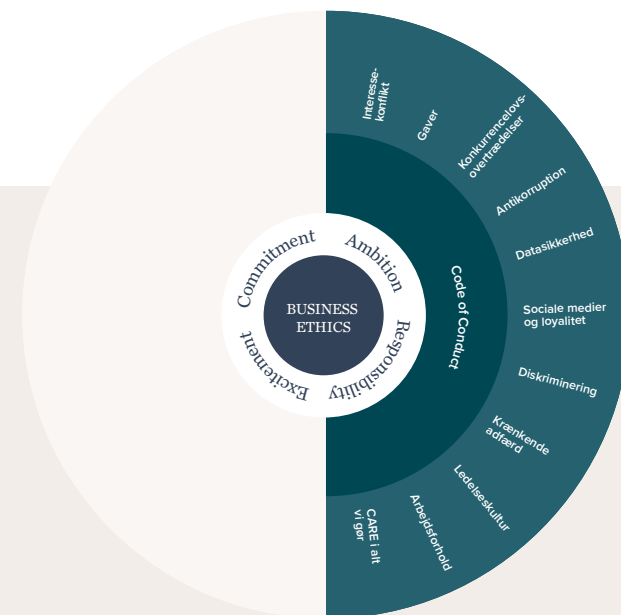 Interesse-
konflikt
Gaver
Konkurrencelovs-
overtrædelser
Antikorruption
Datasikkerhed
Sociale medier
og loyalitet
Diskriminering
Krænkende
adfærd
Ledelseskultur
Arbejdsforhold
CARE i alt
vi gør
Code of Conduct
Commitment
Ambition
Responsibility
Excitement
BUSINESS
ETHICS